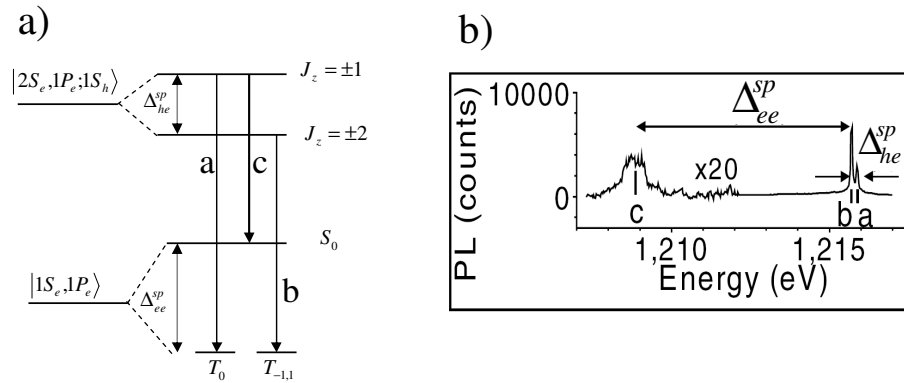 a)
|2S_e,1P_e;1S_h⟩
J_z = ±1
Δ_he^sp
J_z = ±2
a
c
S_0
|1S_e,1P_e⟩
Δ_ee^sp
b
T_0
T_-1,1
b)
PL (counts)
10000
0
Δ_ee^sp
Δ_he^sp
x20
c
b a
1,210
1,215
Energy (eV)